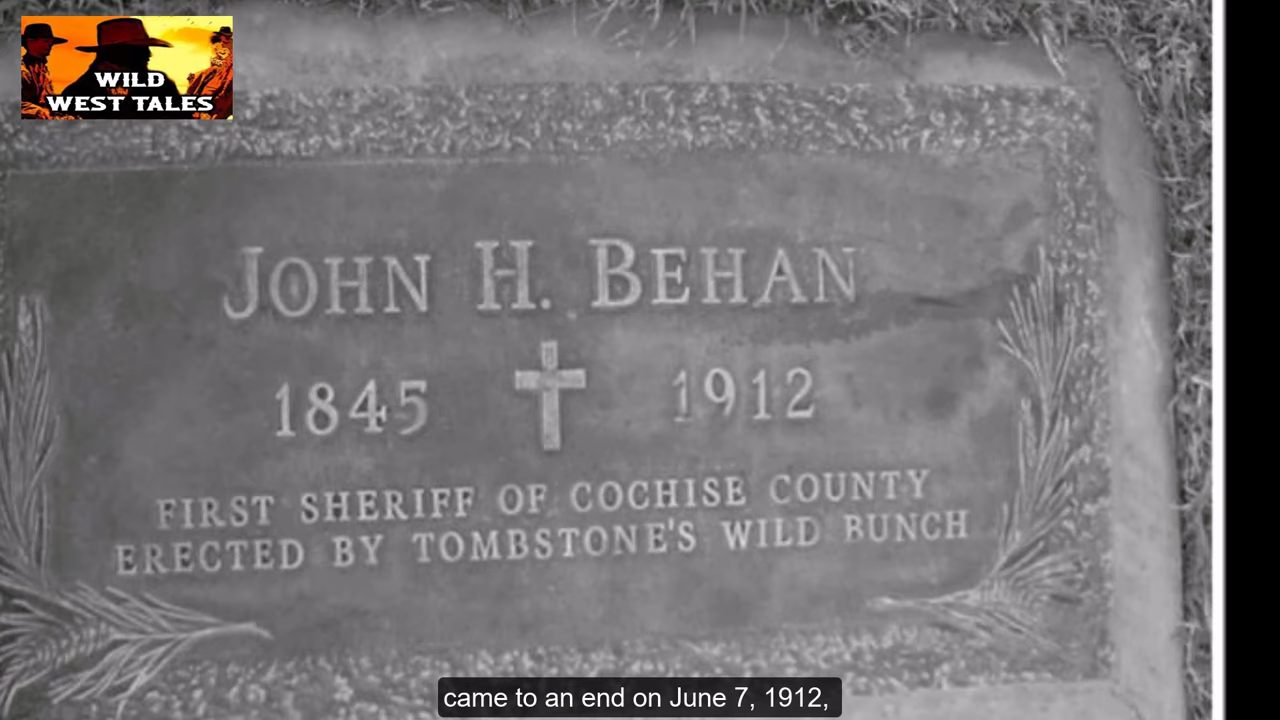 WILD
WEST TALES
JOHN H. BEHAN
1845 1912
FIRST SHERIFF OF COCHISE COUNTY
ERECTED BY TOMBSTONE'S WILD BUNCH
came to an end on June 7, 1912,